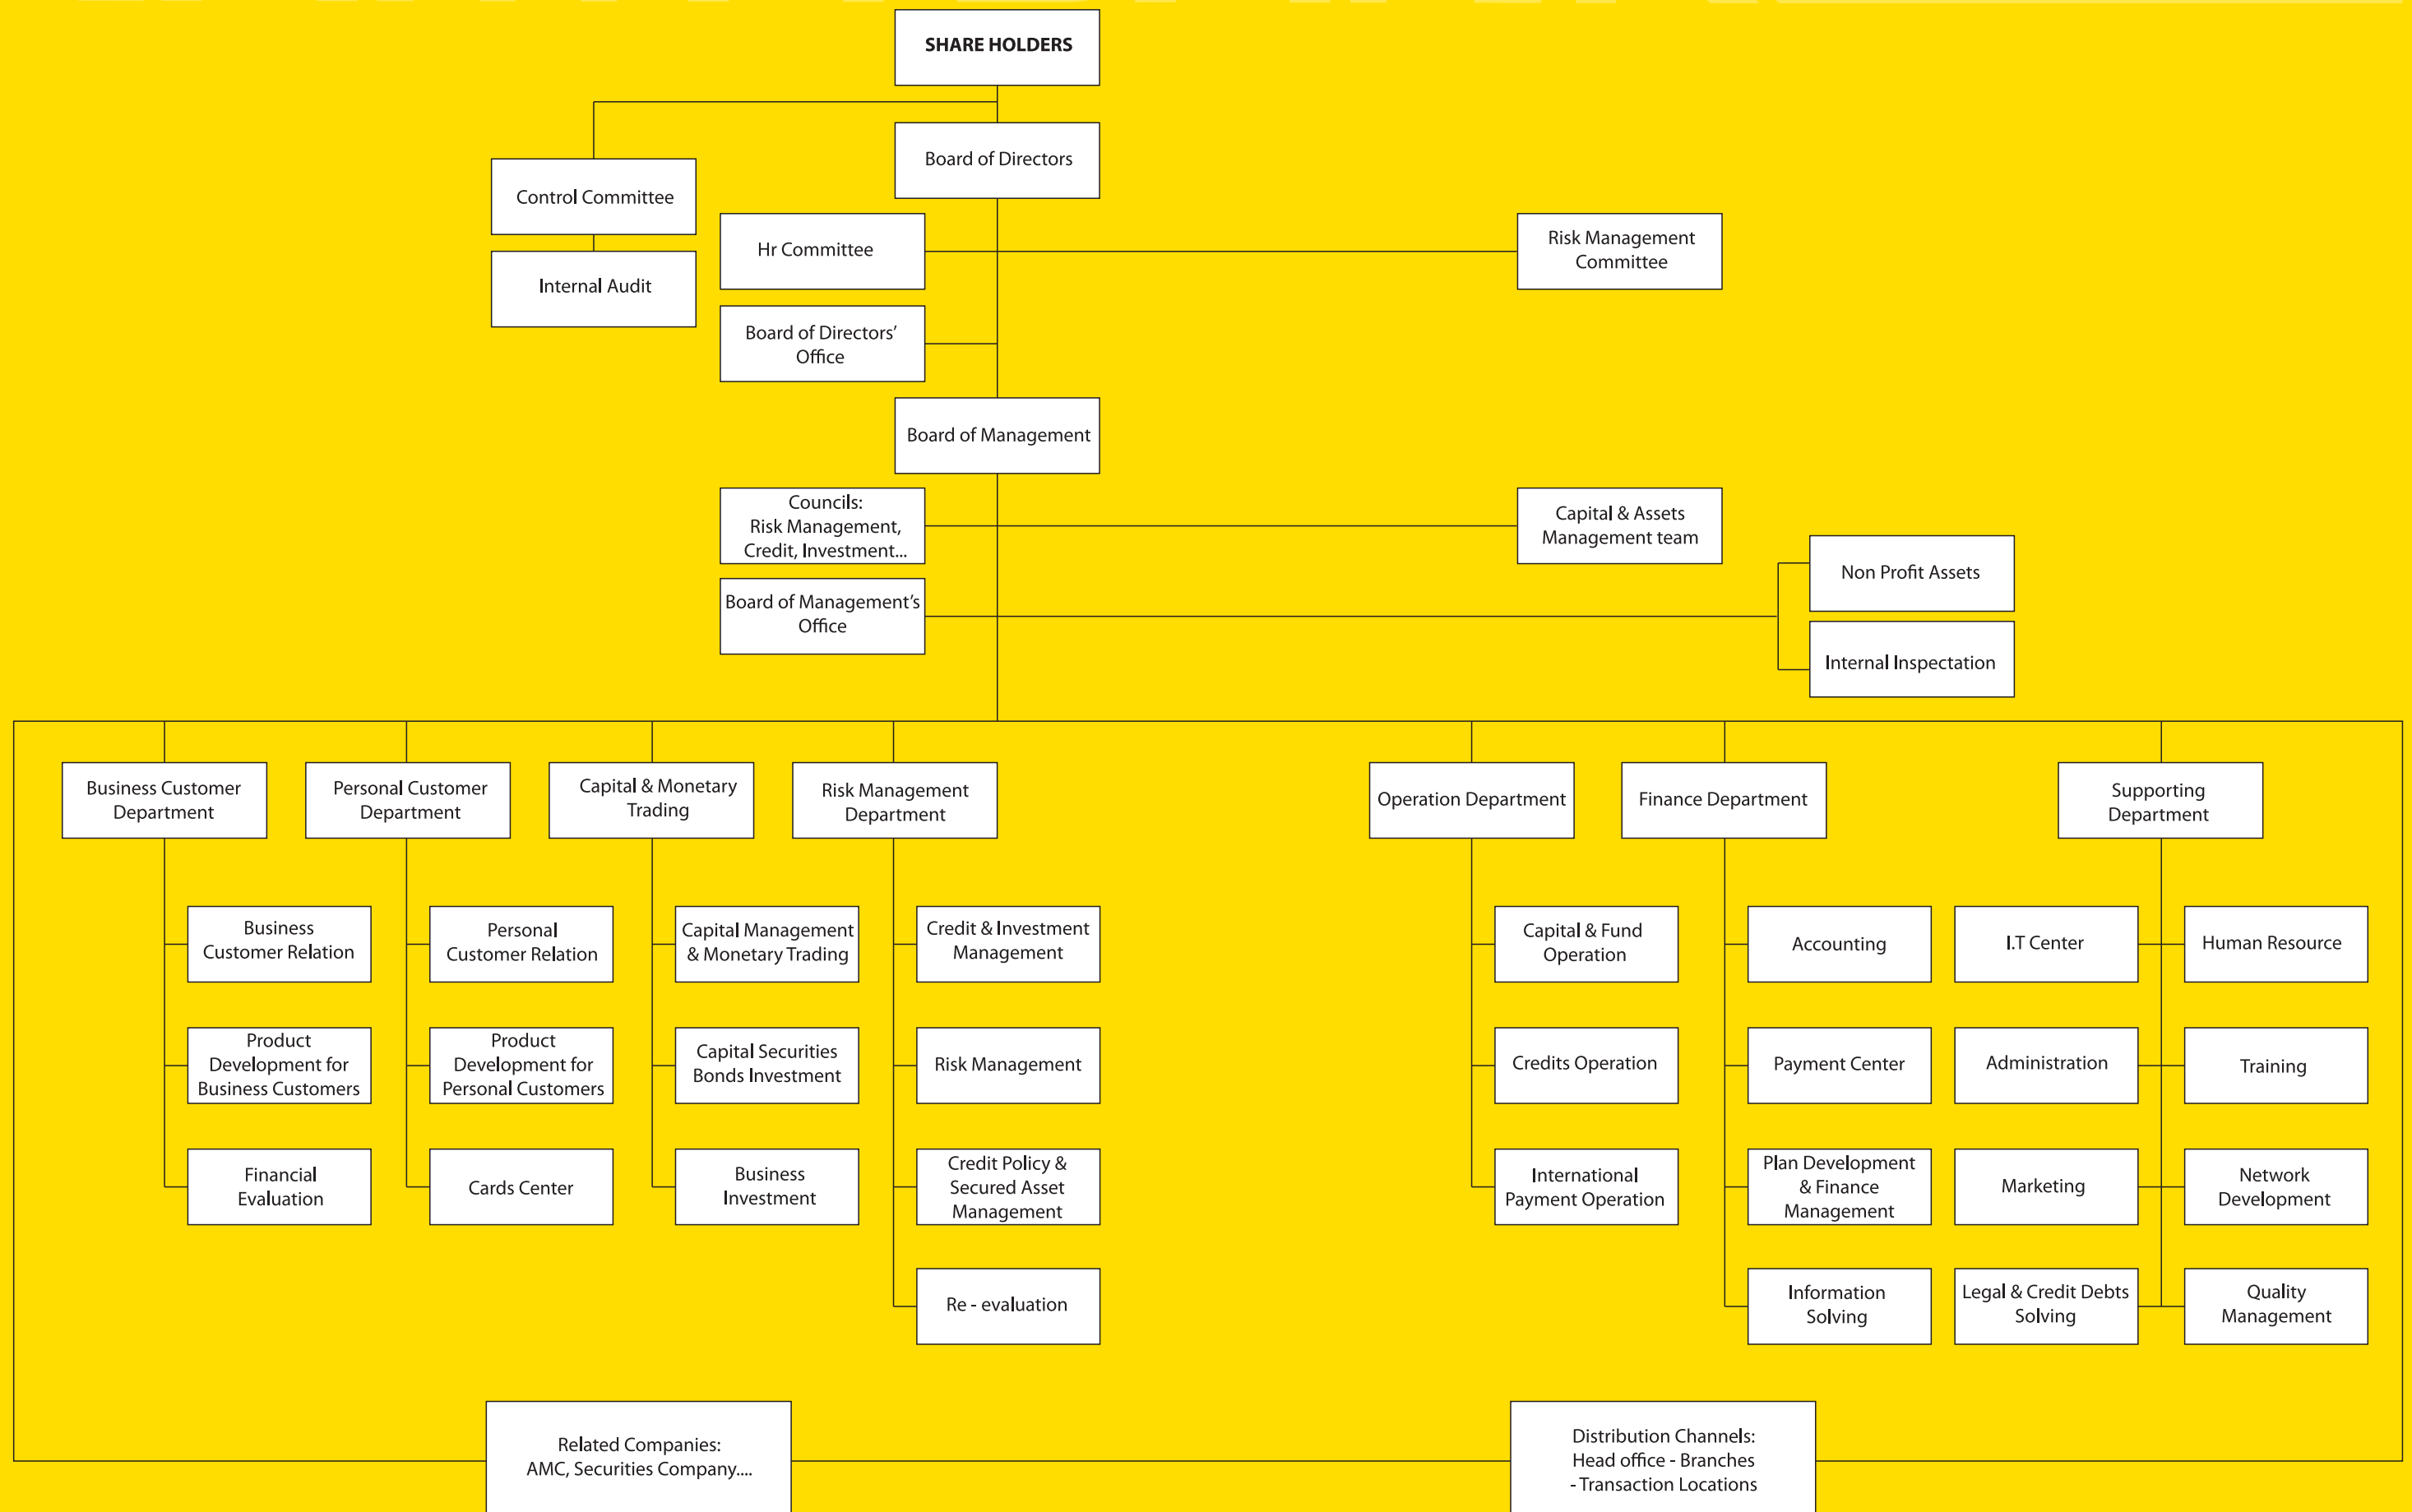 SHARE HOLDERS
Board of Directors
Control Committee
Internal Audit
Hr Committee
Risk Management
Committee
Board of Directors’
Office
Board of Management
Councils:
Risk Management,
Credit, Investment...
Capital & Assets
Management team
Board of Management’s
Office
Non Profit Assets
Internal Inspectation
Business Customer
Department
Personal Customer
Department
Capital & Monetary
Trading
Risk Management
Department
Operation Department
Finance Department
Supporting
Department
Business
Customer Relation
Product
Development for
Business Customers
Financial
Evaluation
Personal
Customer Relation
Product
Development for
Personal Customers
Cards Center
Capital Management
& Monetary Trading
Capital Securities
Bonds Investment
Business
Investment
Credit & Investment
Management
Risk Management
Credit Policy &
Secured Asset
Management
Re - evaluation
Capital & Fund
Operation
Credits Operation
International
Payment Operation
Accounting
Payment Center
Plan Development
& Finance
Management
Information
Solving
I.T Center
Administration
Marketing
Legal & Credit Debts
Solving
Human Resource
Training
Network
Development
Quality
Management
Related Companies:
AMC, Securities Company....
Distribution Channels:
Head office - Branches
- Transaction Locations